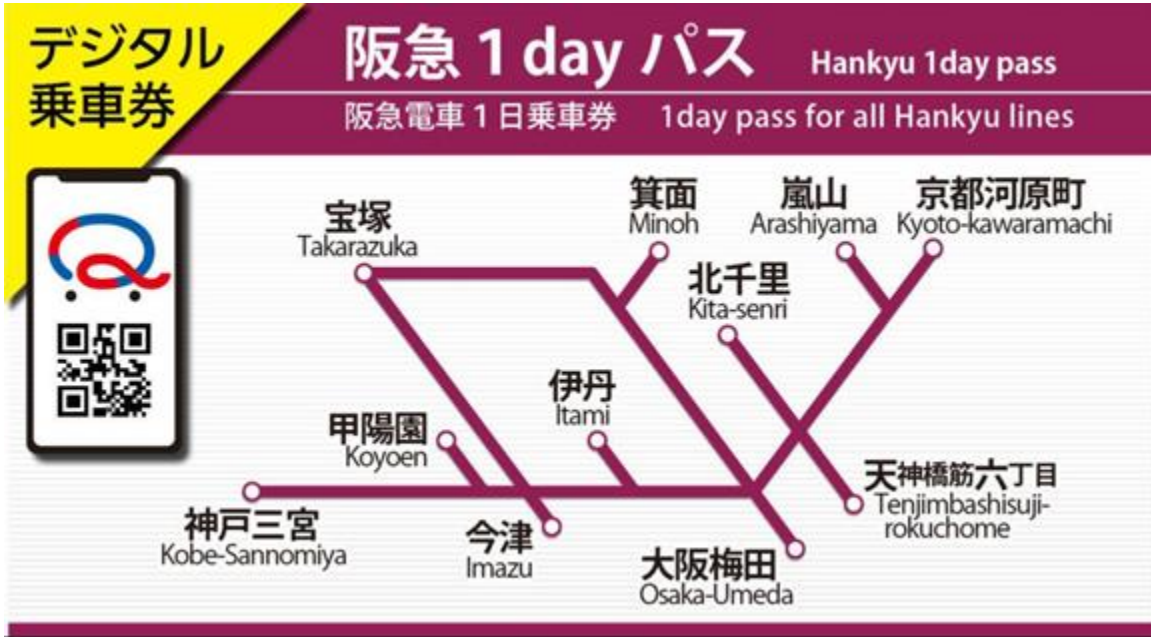 デジタル
乗車券
阪急 1 day パス Hankyu 1day pass
阪急電車 1 日乗車券 1day pass for all Hankyu lines
宝塚
Takarazuka
箕面
Minoh
嵐山
Arashiyama
京都河原町
Kyoto-kawaramachi
北千里
Kita-senri
伊丹
Itami
甲陽園
Koyoen
神戸三宮
Kobe-Sannomiya
今津
Imazu
天神橋筋六丁目
Tenjimbashisuji-
rokuchome
大阪梅田
Osaka-Umeda